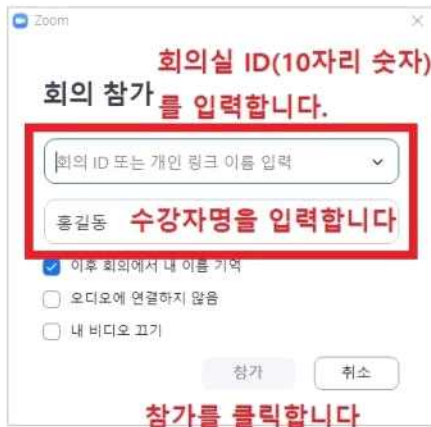 Zoom
회의실 ID(10자리 숫자)
회의 참가 를 입력합니다.
회의 ID 또는 개인 링크 이름 입력
홍길동 수강자명을 입력합니다
이후 회의에서 내 이름 기억
오디오에 연결하지 않음
내 비디오 끄기
참가 취소
참가를 클릭합니다